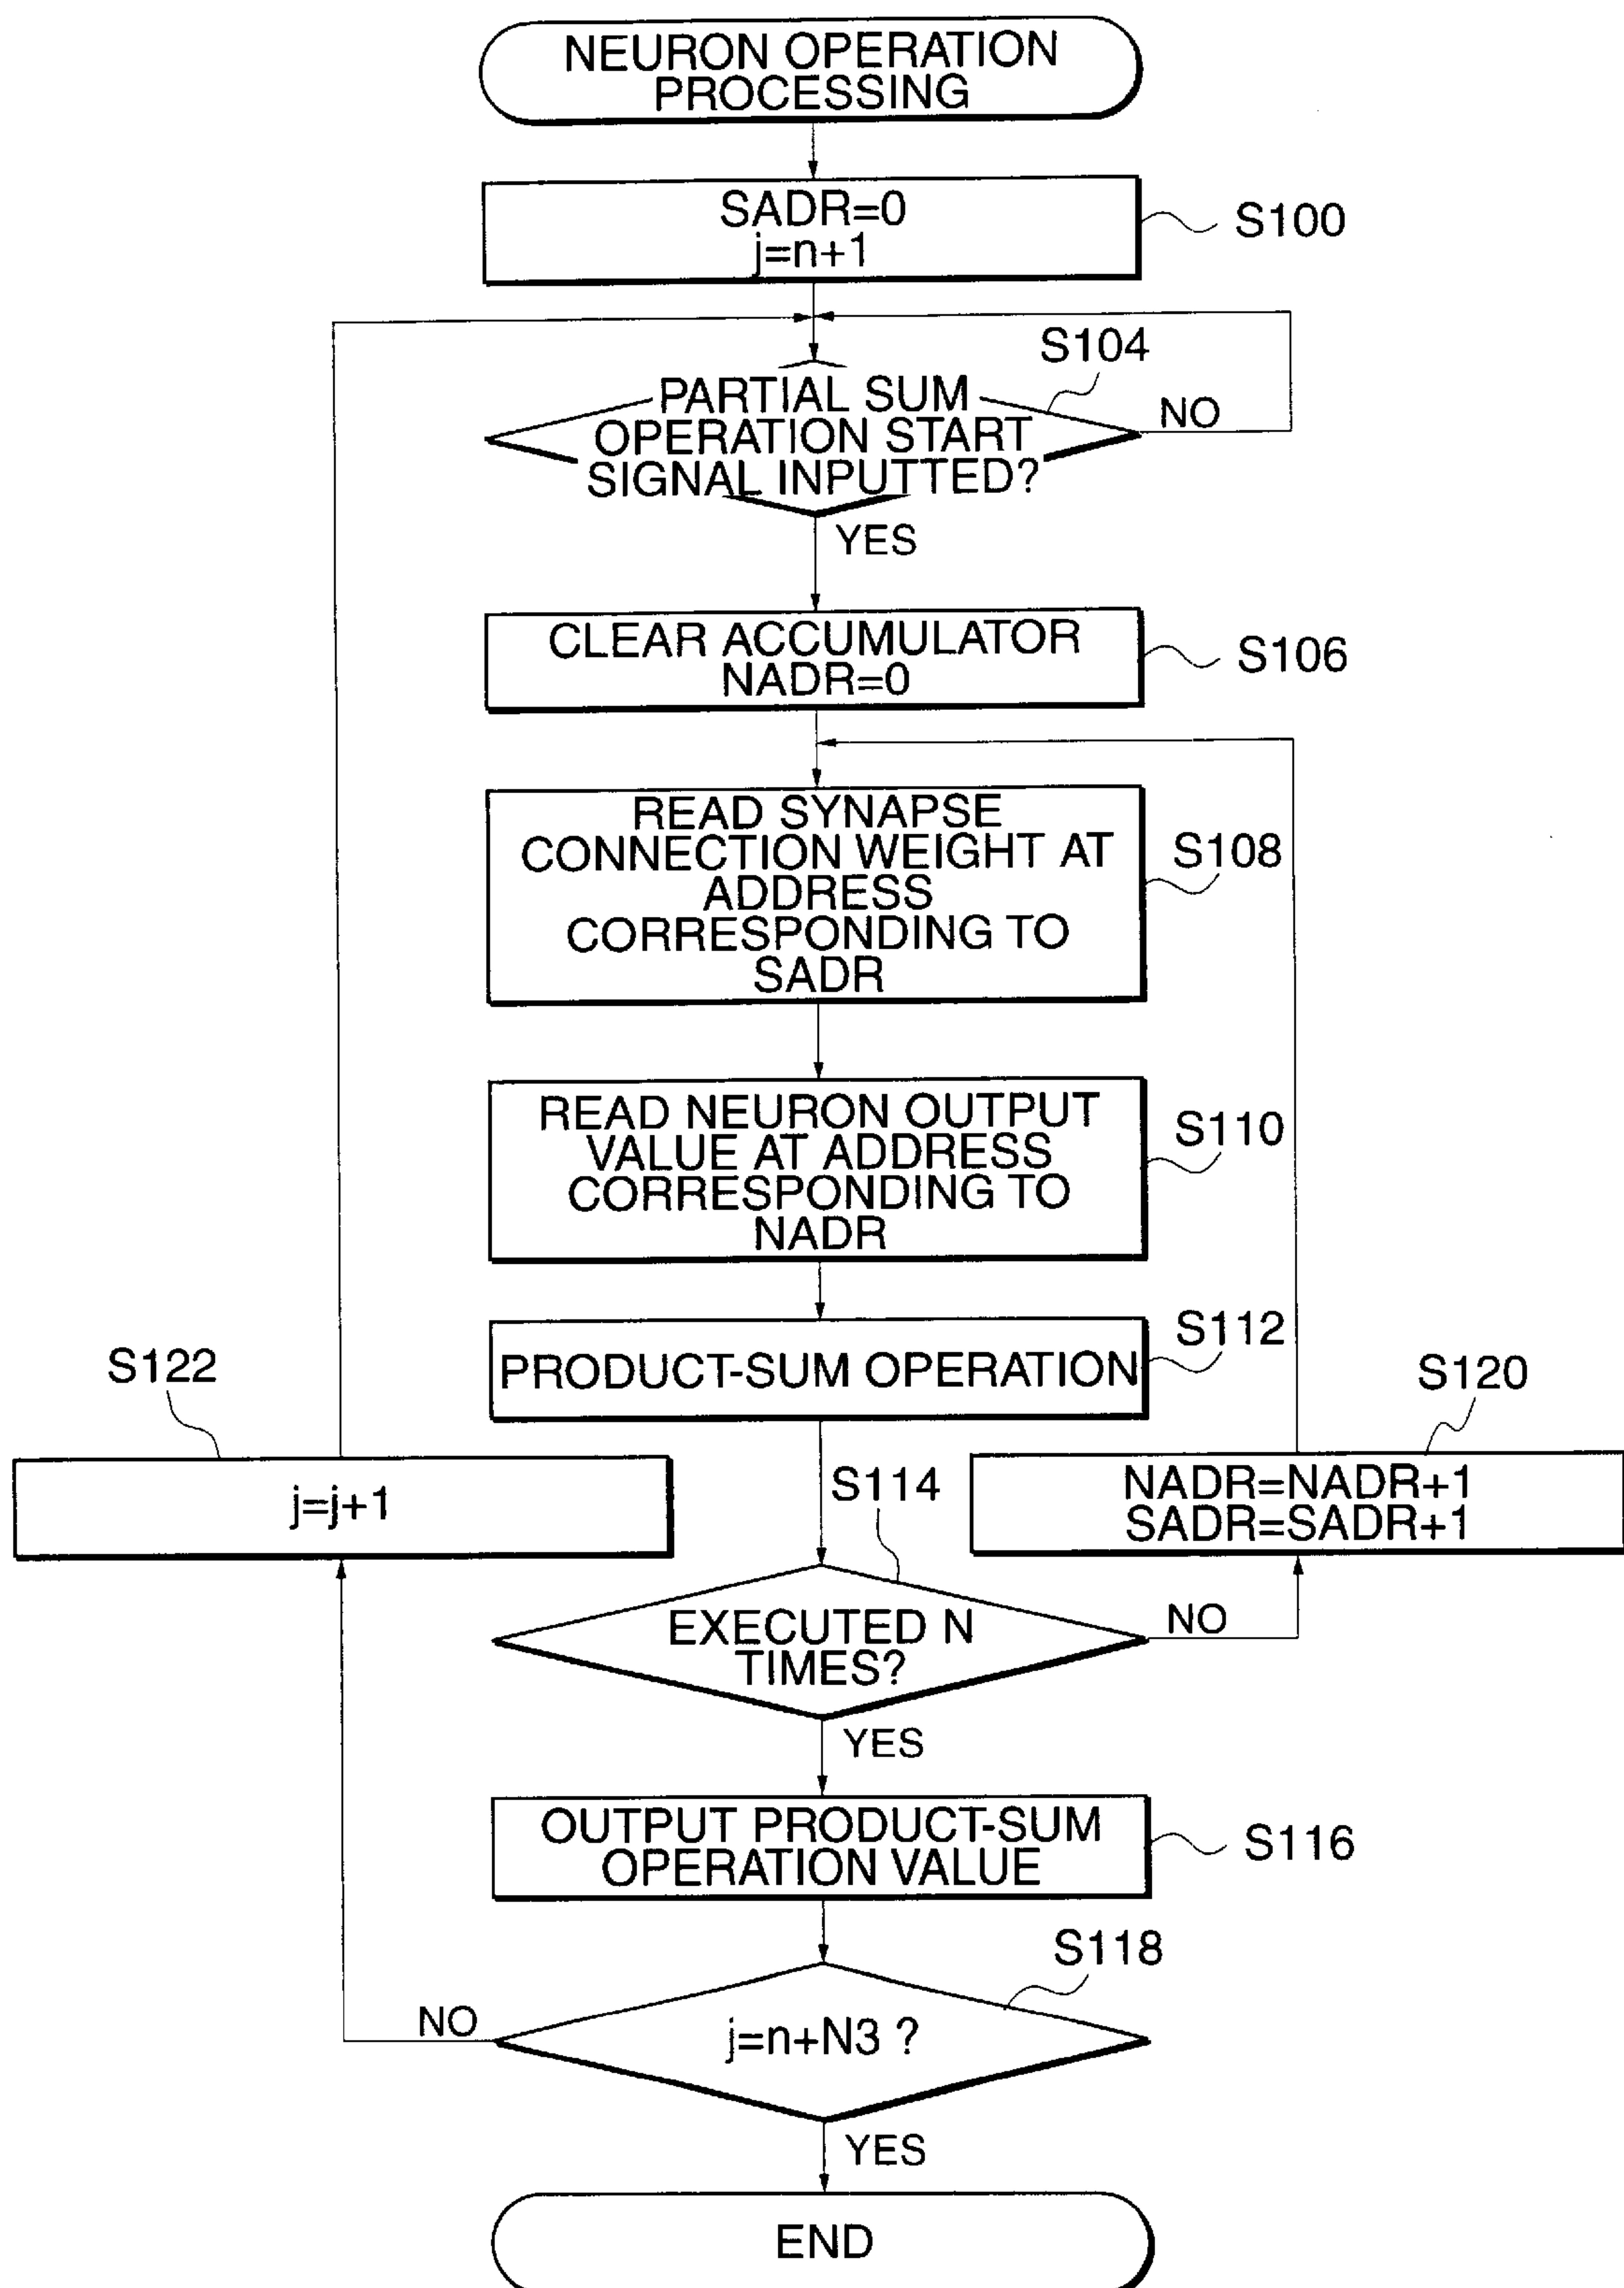 NEURON OPERATION
PROCESSING
SADR=0
j=n+1
S100
S104
PARTIAL SUM
OPERATION START
SIGNAL INPUTTED?
NO
YES
CLEAR ACCUMULATOR
NADR=0
S106
READ SYNAPSE
CONNECTION WEIGHT AT
ADDRESS
CORRESPONDING TO
SADR
S108
READ NEURON OUTPUT
VALUE AT ADDRESS
CORRESPONDING TO
NADR
S110
PRODUCT-SUM OPERATION
S112
S122
j=j+1
S120
NADR=NADR+1
SADR=SADR+1
S114
EXECUTED N
TIMES?
NO
YES
OUTPUT PRODUCT-SUM
OPERATION VALUE
S116
S118
j=n+N3 ?
NO
YES
END